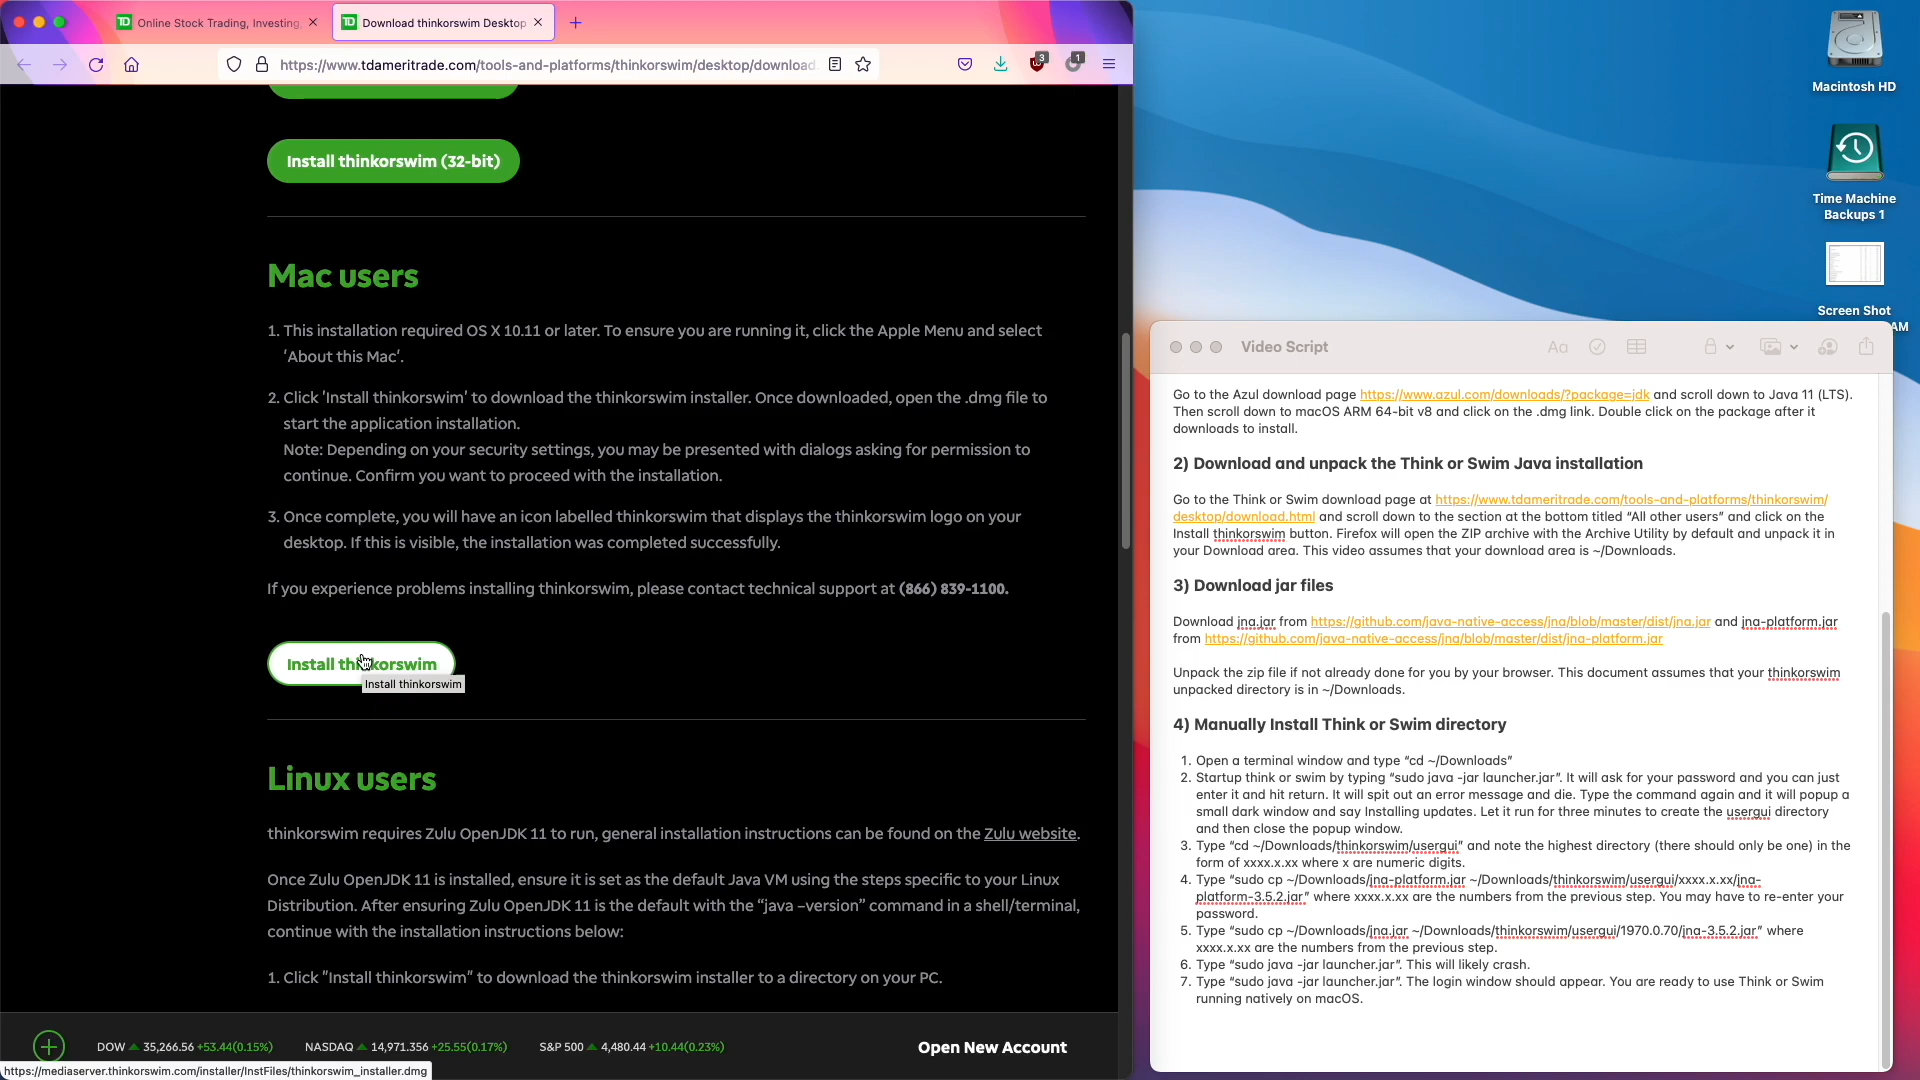 Online Stock Trading, Investing,
Download thinkorswim Desktop
https://www.tdameritrade.com/tools-and-platforms/thinkorswim/desktop/download
3
1
Install thinkorswim (32-bit)
Mac users
1. This installation required OS X 10.11 or later. To ensure you are running it, click the Apple Menu and select
'About this Mac'.
2. Click 'Install thinkorswim' to download the thinkorswim installer. Once downloaded, open the .dmg file to
start the application installation.
Note: Depending on your security settings, you may be presented with dialogs asking for permission to
continue. Confirm you want to proceed with the installation.
3. Once complete, you will have an icon labelled thinkorswim that displays the thinkorswim logo on your
desktop. If this is visible, the installation was completed successfully.
If you experience problems installing thinkorswim, please contact technical support at (866) 839-1100.
Install thinkorswim
Install thinkorswim
Linux users
thinkorswim requires Zulu OpenJDK 11 to run, general installation instructions can be found on the Zulu website.
Once Zulu OpenJDK 11 is installed, ensure it is set as the default Java VM using the steps specific to your Linux
Distribution. After ensuring Zulu OpenJDK 11 is the default with the “java –version” command in a shell/terminal,
continue with the installation instructions below:
1. Click "Install thinkorswim" to download the thinkorswim installer to a directory on your PC.
DOW 35,266.56 +53.44(0.15%) NASDAQ 14,971.356 +25.55(0.17%) S&P 500 4,480.44 +10.44(0.23%)
Open New Account
https://mediaserver.thinkorswim.com/installer/InstFiles/thinkorswim_installer.dmg
Macintosh HD
Time Machine
Backups 1
Screen Shot
AM
Video Script
Aa
Go to the Azul download page https://www.azul.com/downloads/?package=jdk and scroll down to Java 11 (LTS).
Then scroll down to macOS ARM 64-bit v8 and click on the .dmg link. Double click on the package after it
downloads to install.
2) Download and unpack the Think or Swim Java installation
Go to the Think or Swim download page at https://www.tdameritrade.com/tools-and-platforms/thinkorswim/
desktop/download.html and scroll down to the section at the bottom titled “All other users” and click on the
Install thinkorswim button. Firefox will open the ZIP archive with the Archive Utility by default and unpack it in
your Download area. This video assumes that your download area is ~/Downloads.
3) Download jar files
Download jna.jar from https://github.com/java-native-access/jna/blob/master/dist/jna.jar and jna-platform.jar
from https://github.com/java-native-access/jna/blob/master/dist/jna-platform.jar
Unpack the zip file if not already done for you by your browser. This document assumes that your thinkorswim
unpacked directory is in ~/Downloads.
4) Manually Install Think or Swim directory
1. Open a terminal window and type “cd ~/Downloads”
2. Startup think or swim by typing “sudo java -jar launcher.jar”. It will ask for your password and you can just
enter it and hit return. It will spit out an error message and die. Type the command again and it will popup a
small dark window and say Installing updates. Let it run for three minutes to create the usergui directory
and then close the popup window.
3. Type “cd ~/Downloads/thinkorswim/usergui” and note the highest directory (there should only be one) in the
form of xxxx.x.xx where x are numeric digits.
4. Type “sudo cp ~/Downloads/jna-platform.jar ~/Downloads/thinkorswim/usergui/xxxx.x.xx/jna-
platform-3.5.2.jar” where xxxx.x.xx are the numbers from the previous step. You may have to re-enter your
password.
5. Type “sudo cp ~/Downloads/jna.jar ~/Downloads/thinkorswim/usergui/1970.0.70/jna-3.5.2.jar” where
xxxx.x.xx are the numbers from the previous step.
6. Type “sudo java -jar launcher.jar”. This will likely crash.
7. Type “sudo java -jar launcher.jar”. The login window should appear. You are ready to use Think or Swim
running natively on macOS.